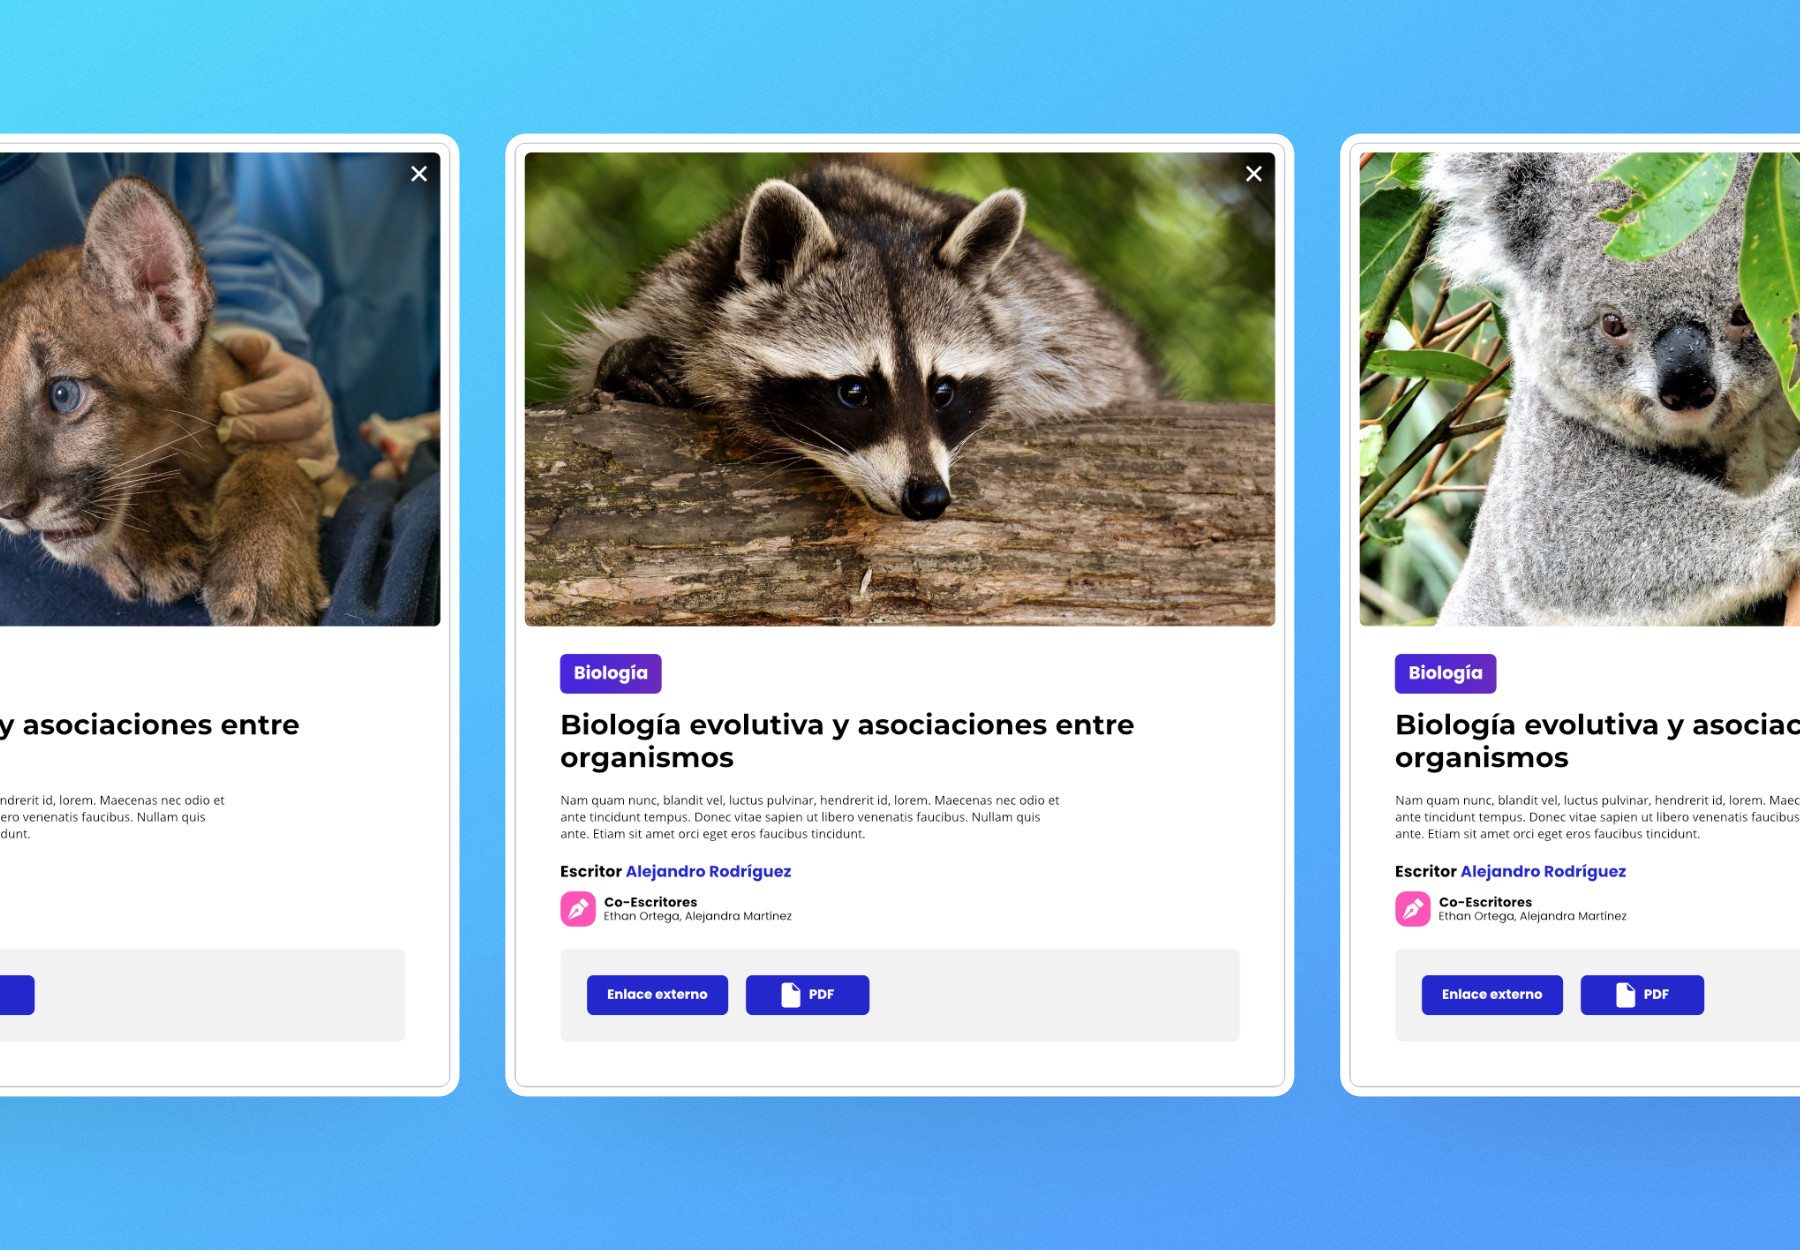 y asociaciones entre
ndrerit id, lorem. Maecenas nec odio et
ero venenatis faucibus. Nullam quis
dunt.
Biología
Biología evolutiva y asociaciones entre
organismos
Nam quam nunc, blandit vel, luctus pulvinar, hendrerit id, lorem. Maecenas nec odio et
ante tincidunt tempus. Donec vitae sapien ut libero venenatis faucibus. Nullam quis
ante. Etiam sit amet orci eget eros faucibus tincidunt.
Escritor Alejandro Rodríguez
Co-Escritores
Ethan Ortega, Alejandra Martínez
Enlace externo
PDF
Biología
Biología evolutiva y asociac
organismos
Nam quam nunc, blandit vel, luctus pulvinar, hendrerit id, lorem. Maec
ante tincidunt tempus. Donec vitae sapien ut libero venenatis faucibus
ante. Etiam sit amet orci eget eros faucibus tincidunt.
Escritor Alejandro Rodríguez
Co-Escritores
Ethan Ortega, Alejandra Martínez
Enlace externo
PDF